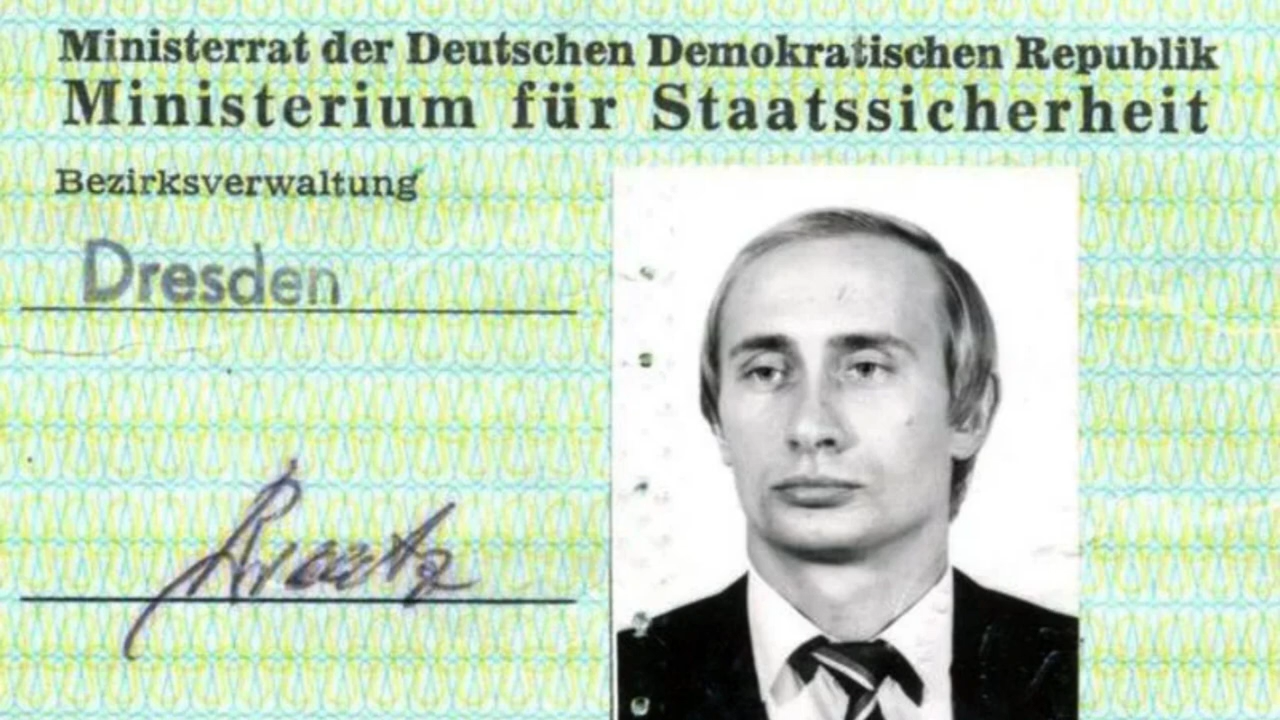 Ministerrat der Deutschen Demokratischen Republik
Ministerium für Staatssicherheit
Bezirksverwaltung
Dresden